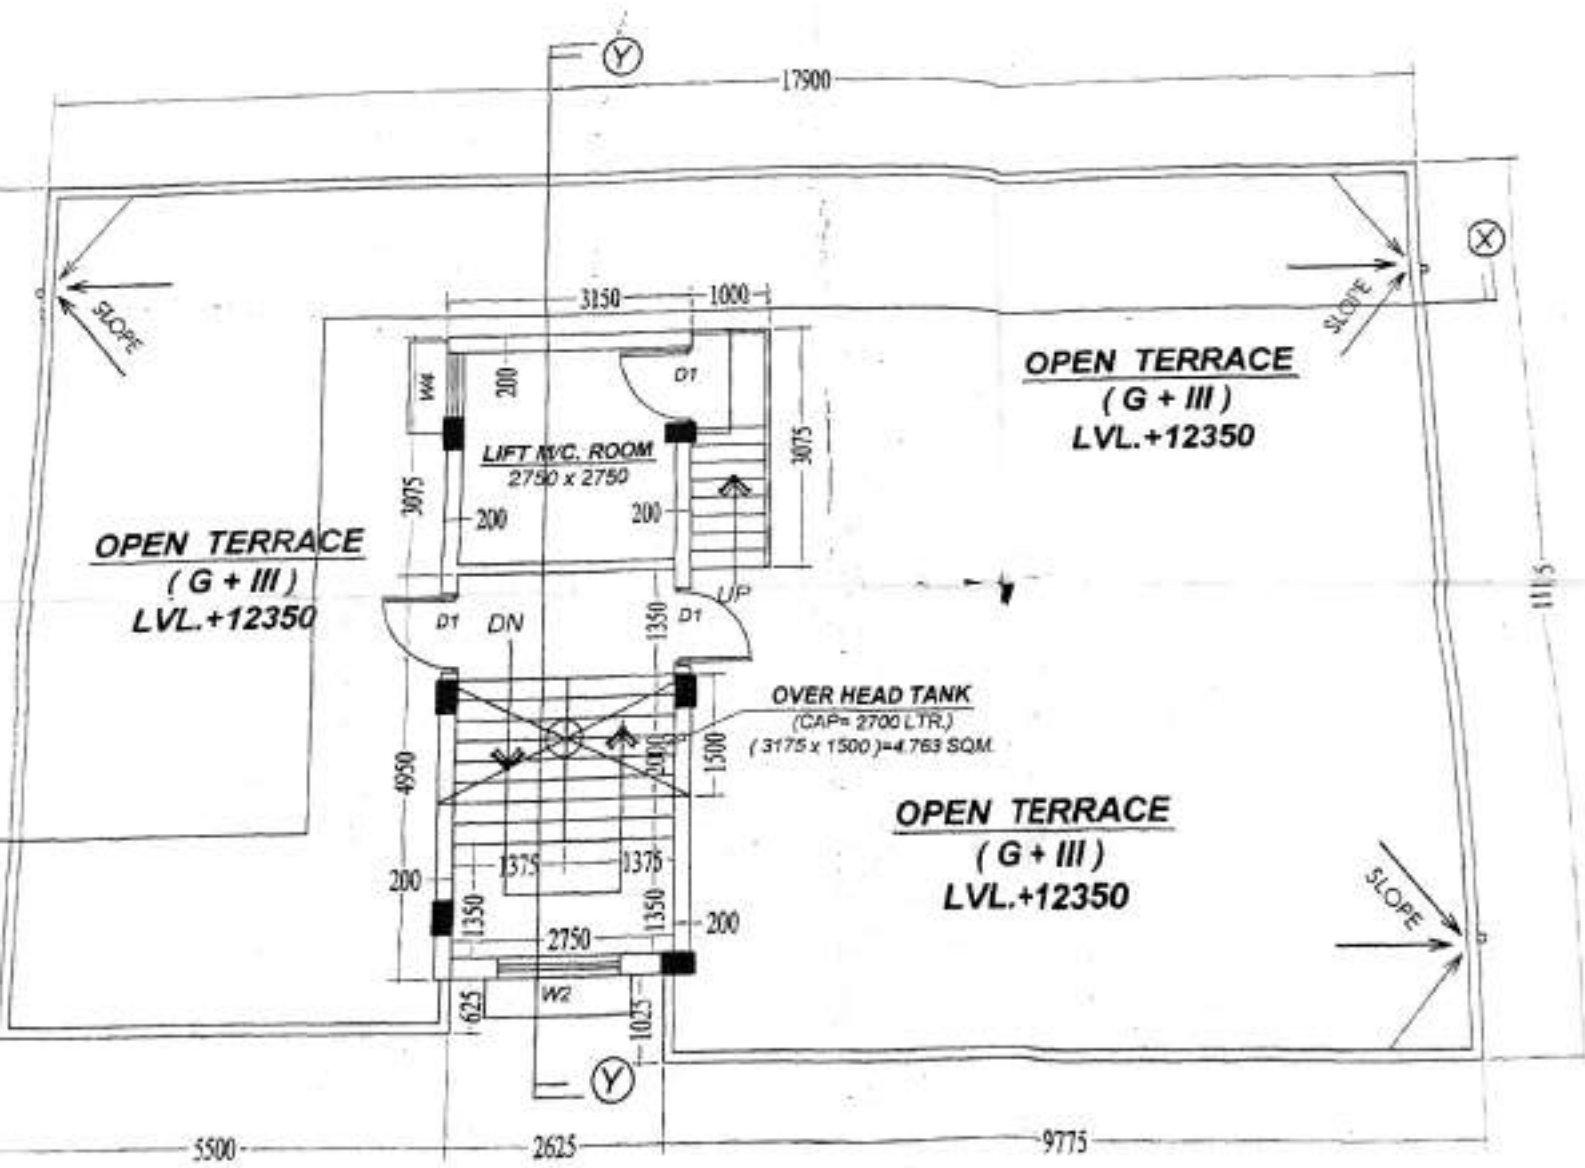 Y
17900
X
SLOPE
SLOPE
3150
1000
OPEN TERRACE
( G + III )
LVL.+12350
W4
200
D1
LIFT M/C. ROOM
2750 x 2750
3075
3075
200
200
OPEN TERRACE
( G + III )
LVL.+12350
1115
D1
DN
1350
D1
UP
OVER HEAD TANK
(CAP= 2700 LTR.)
( 3175 x 1500 )=4.763 SQM.
4950
2000
1500
OPEN TERRACE
( G + III )
LVL.+12350
1375
1375
200
SLOPE
1350
1350
200
2750
625
W2
1025
Y
5500
2625
9775